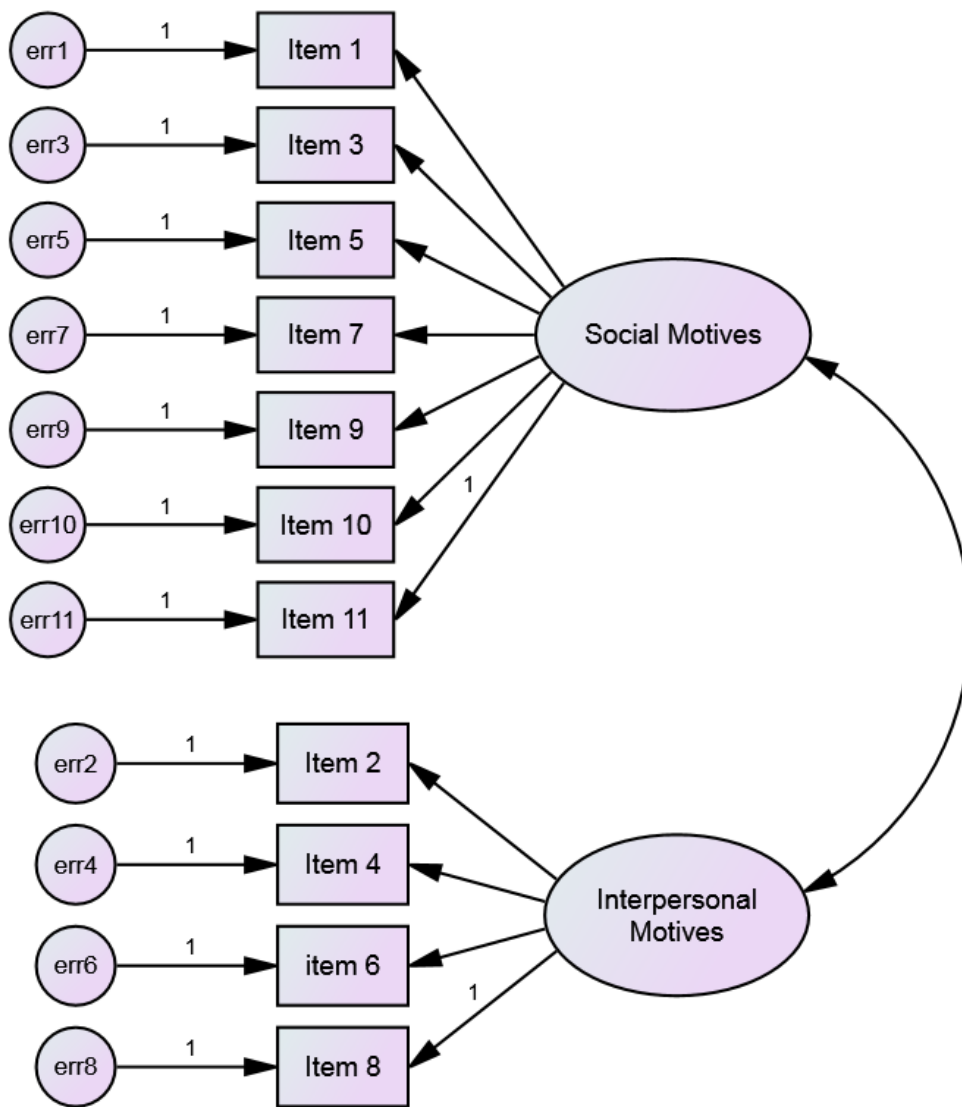 err1 1 Item 1
err3 1 Item 3
err5 1 Item 5
err7 1 Item 7
Social Motives
err9 1 Item 9
err10 1 Item 10
1
err11 1 Item 11
err2 1 Item 2
err4 1 Item 4
Interpersonal
Motives
err6 1 item 6
1
err8 1 Item 8